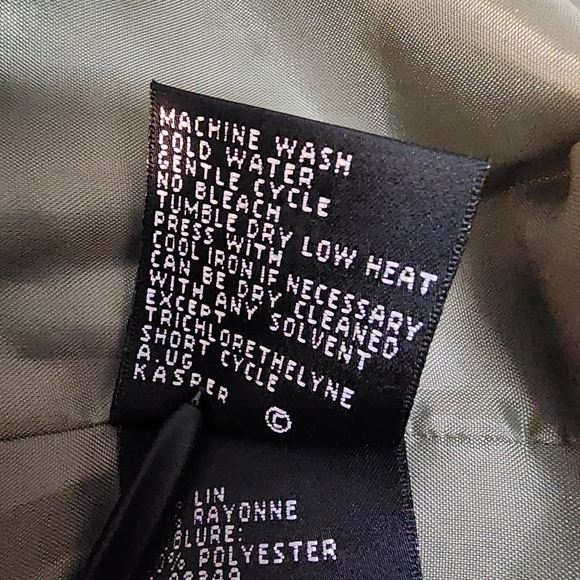 MACHINE WASH
COLD WATER
GENTLE CYCLE
NO BLEACH
TUMBLE DRY LOW HEAT
PRESS WITH
COOL IRON IF NECESSARY
CAN BE DRY CLEANED
WITH ANY SOLVENT
EXCEPT
TRICHLORETHELYNE
SHORT CYCLE
A.UG
KASPER ©
LIN
RAYONNE
BLURE:
% POLYESTER